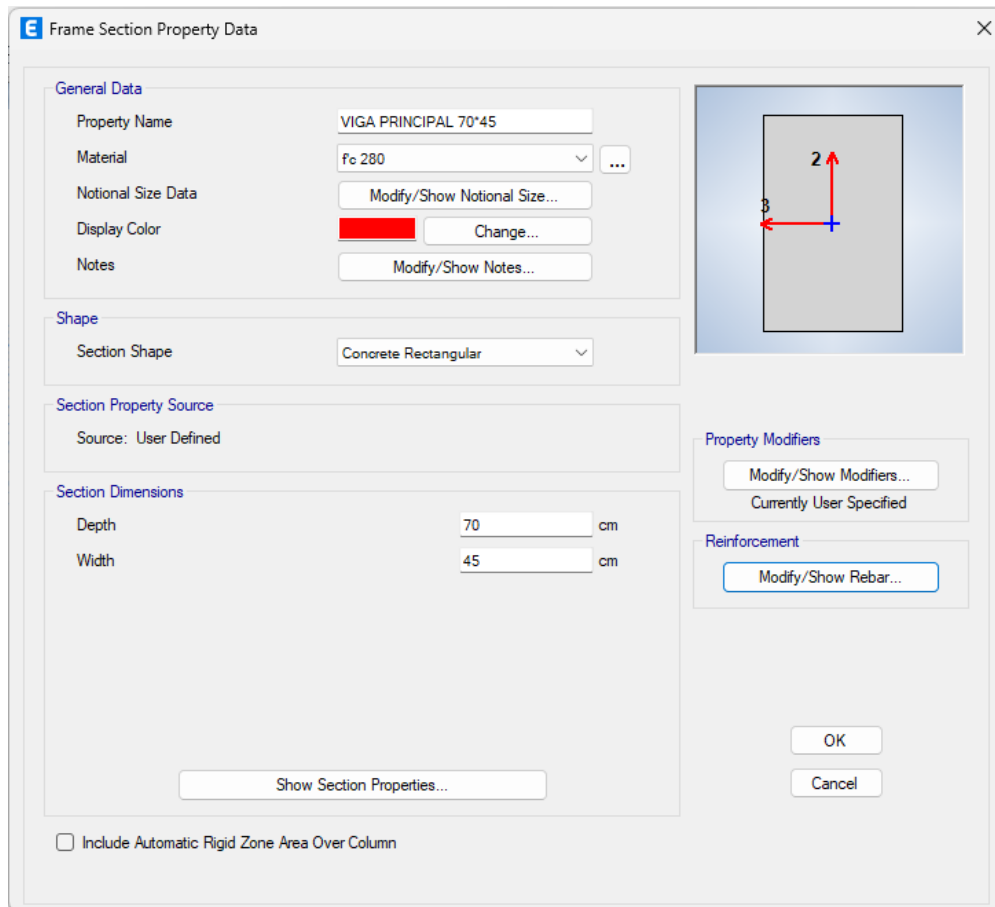 E Frame Section Property Data
General Data
Property Name VIGA PRINCIPAL 70*45
Material f'c 280 ...
Notional Size Data Modify/Show Notional Size...
Display Color Change...
Notes Modify/Show Notes...
2
3
Shape
Section Shape Concrete Rectangular
Section Property Source
Source: User Defined
Property Modifiers
Modify/Show Modifiers...
Currently User Specified
Section Dimensions
Depth 70 cm
Width 45 cm
Reinforcement
Modify/Show Rebar...
OK
Show Section Properties...
Cancel
Include Automatic Rigid Zone Area Over Column